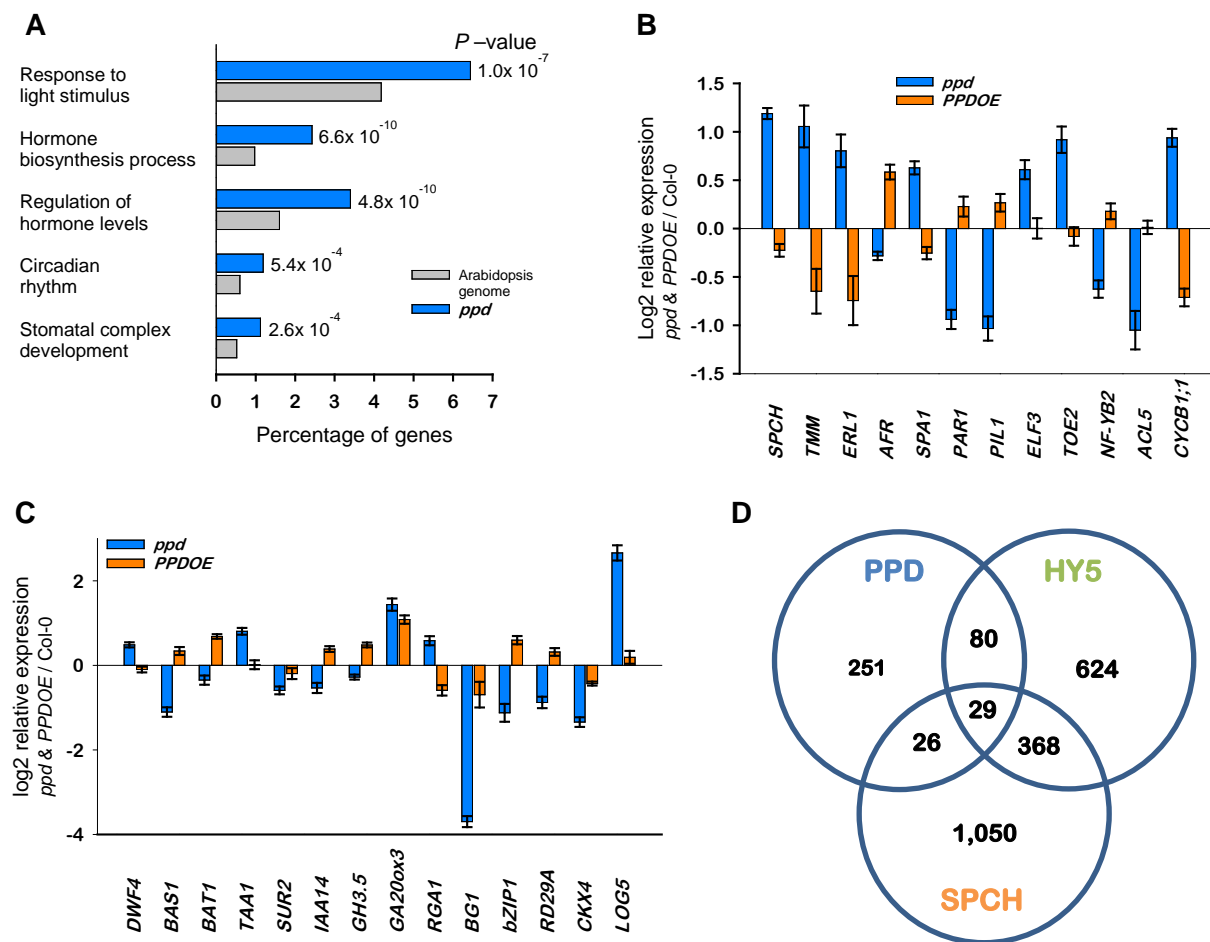 A
P –value
Response to
light stimulus
1.0x 10-7
Hormone
biosynthesis process
6.6x 10-10
Regulation of
hormone levels
4.8x 10-10
Circadian
rhythm
5.4x 10-4
Stomatal complex
development
2.6x 10-4
Arabidopsis
genome
ppd
0 1 2 3 4 5 6 7
Percentage of genes
B
ppd
PPDOE
Log2 relative expression
ppd & PPDOE / Col-0
1.5
1.0
0.5
0.0
-0.5
-1.0
-1.5
SPCH
TMM
ERL1
AFR
SPA1
PAR1
PIL1
ELF3
TOE2
NF-YB2
ACL5
CYCB1;1
C
ppd
PPDOE
log2 relative expression
ppd & PPDOE / Col-0
2
0
-2
-4
DWF4
BAS1
BAT1
TAA1
SUR2
IAA14
GH3.5
GA20ox3
RGA1
BG1
bZIP1
RD29A
CKX4
LOG5
D
PPD
HY5
80
251
624
29
26
368
1,050
SPCH